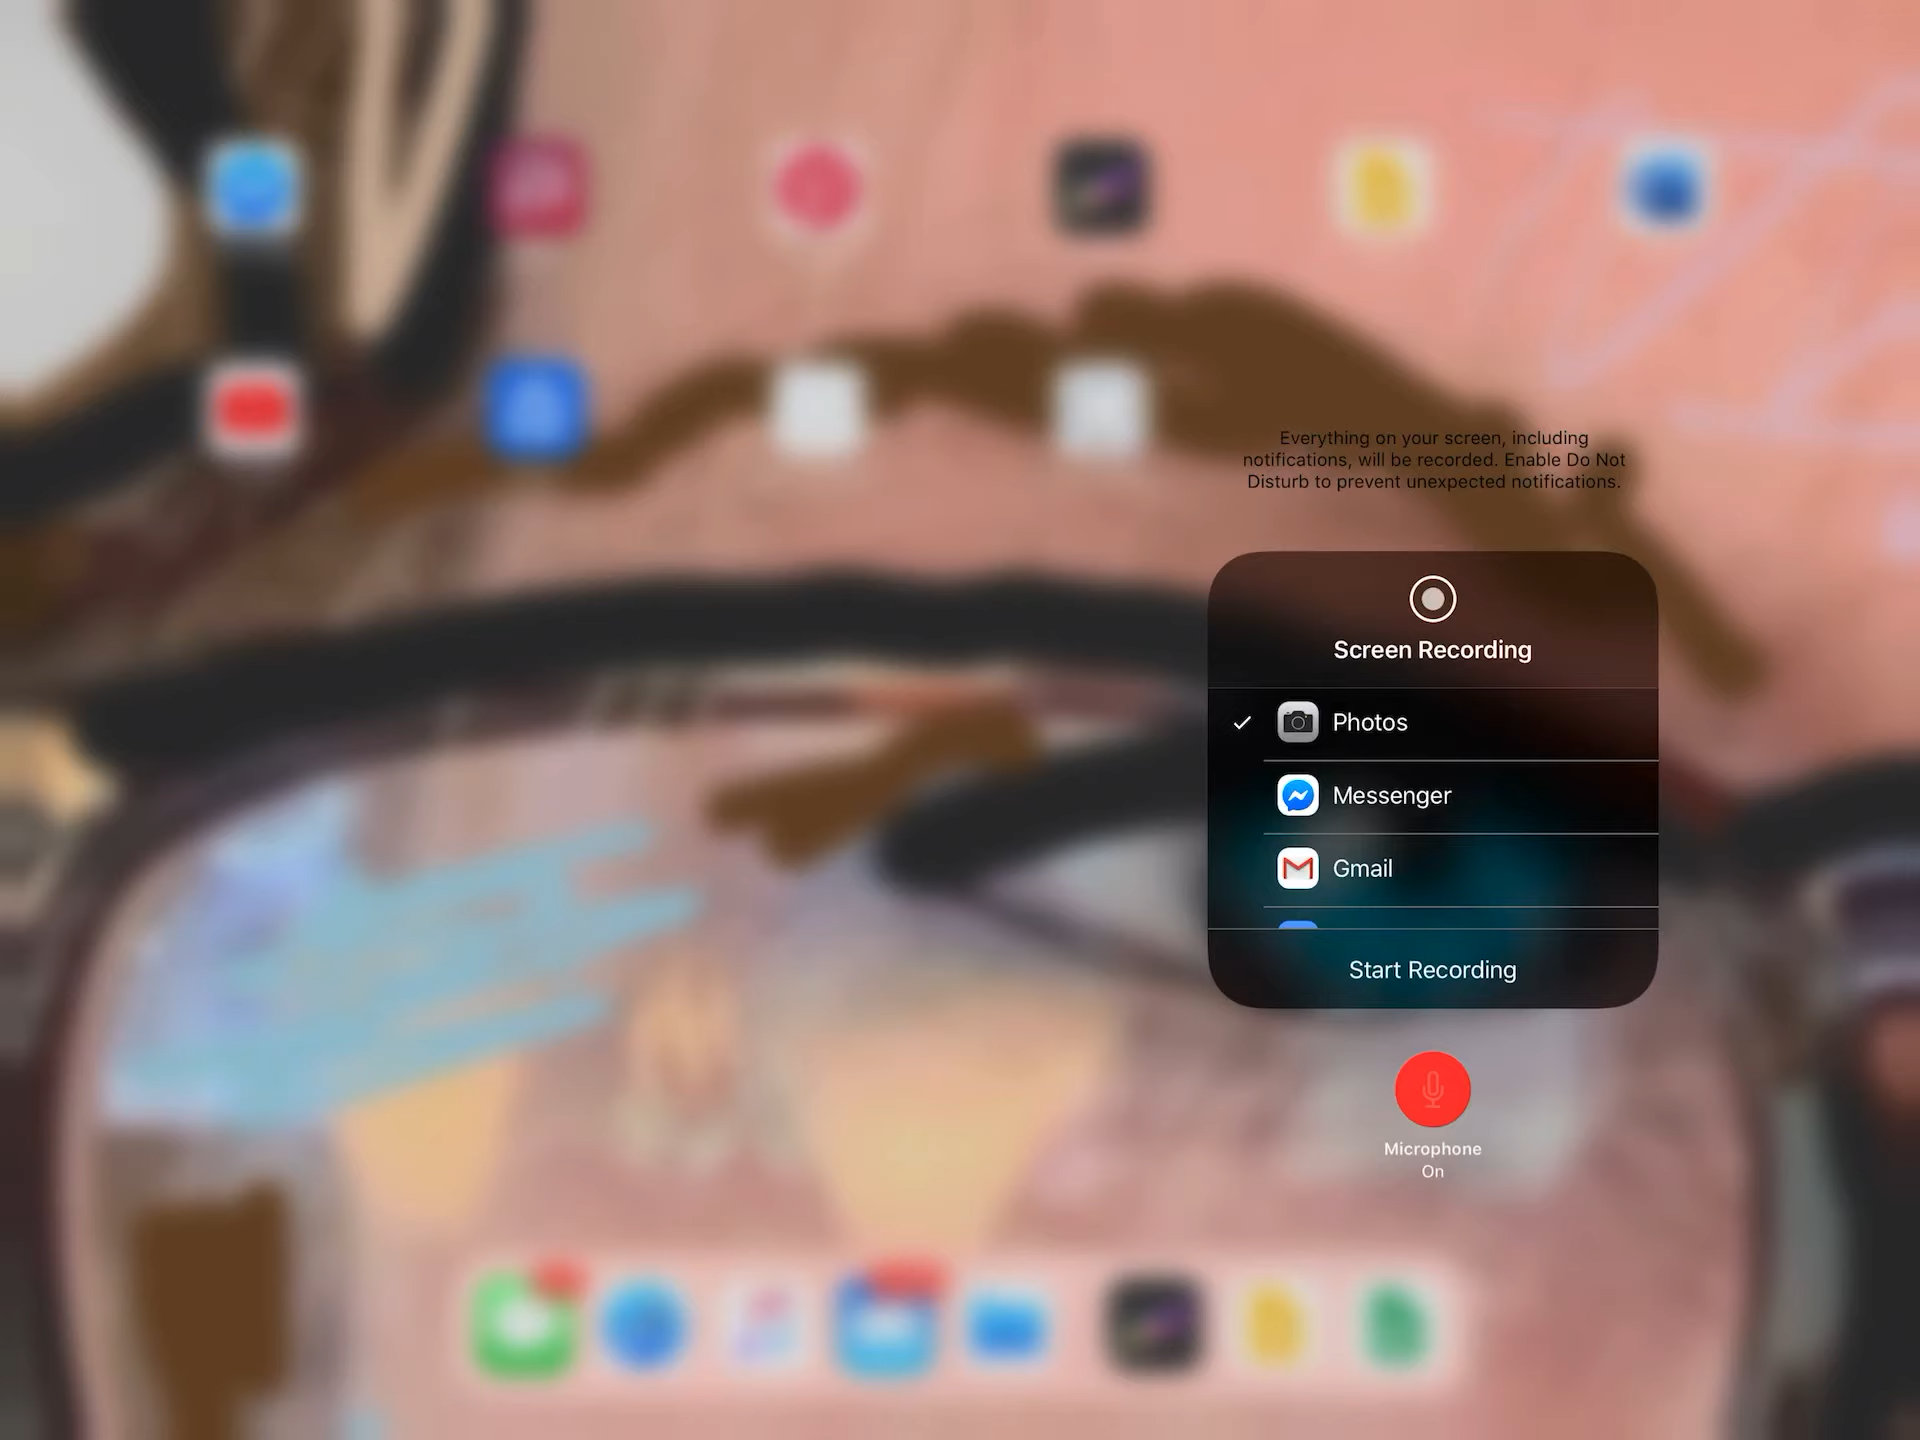 Everything on your screen, including
notifications, will be recorded. Enable Do Not
Disturb to prevent unexpected notifications.
Screen Recording
Photos
Messenger
Gmail
Start Recording
Microphone
On